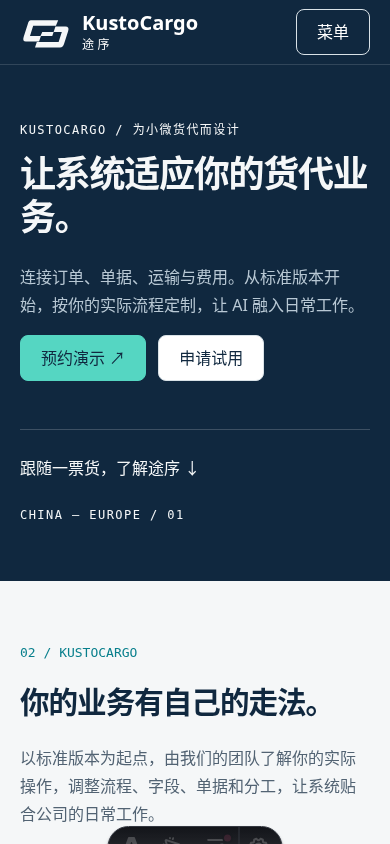 KustoCargo
途序
菜单
KUSTOCARGO / 为小微货代而设计
让系统适应你的货代业
务。
连接订单、单据、运输与费用。从标准版本开
始，按你的实际流程定制，让 AI 融入日常工作。
预约演示 ↗
申请试用
跟随一票货，了解途序 ↓
CHINA — EUROPE / 01
02 / KUSTOCARGO
你的业务有自己的走法。
以标准版本为起点，由我们的团队了解你的实际
操作，调整流程、字段、单据和分工，让系统贴
合公司的日常工作。